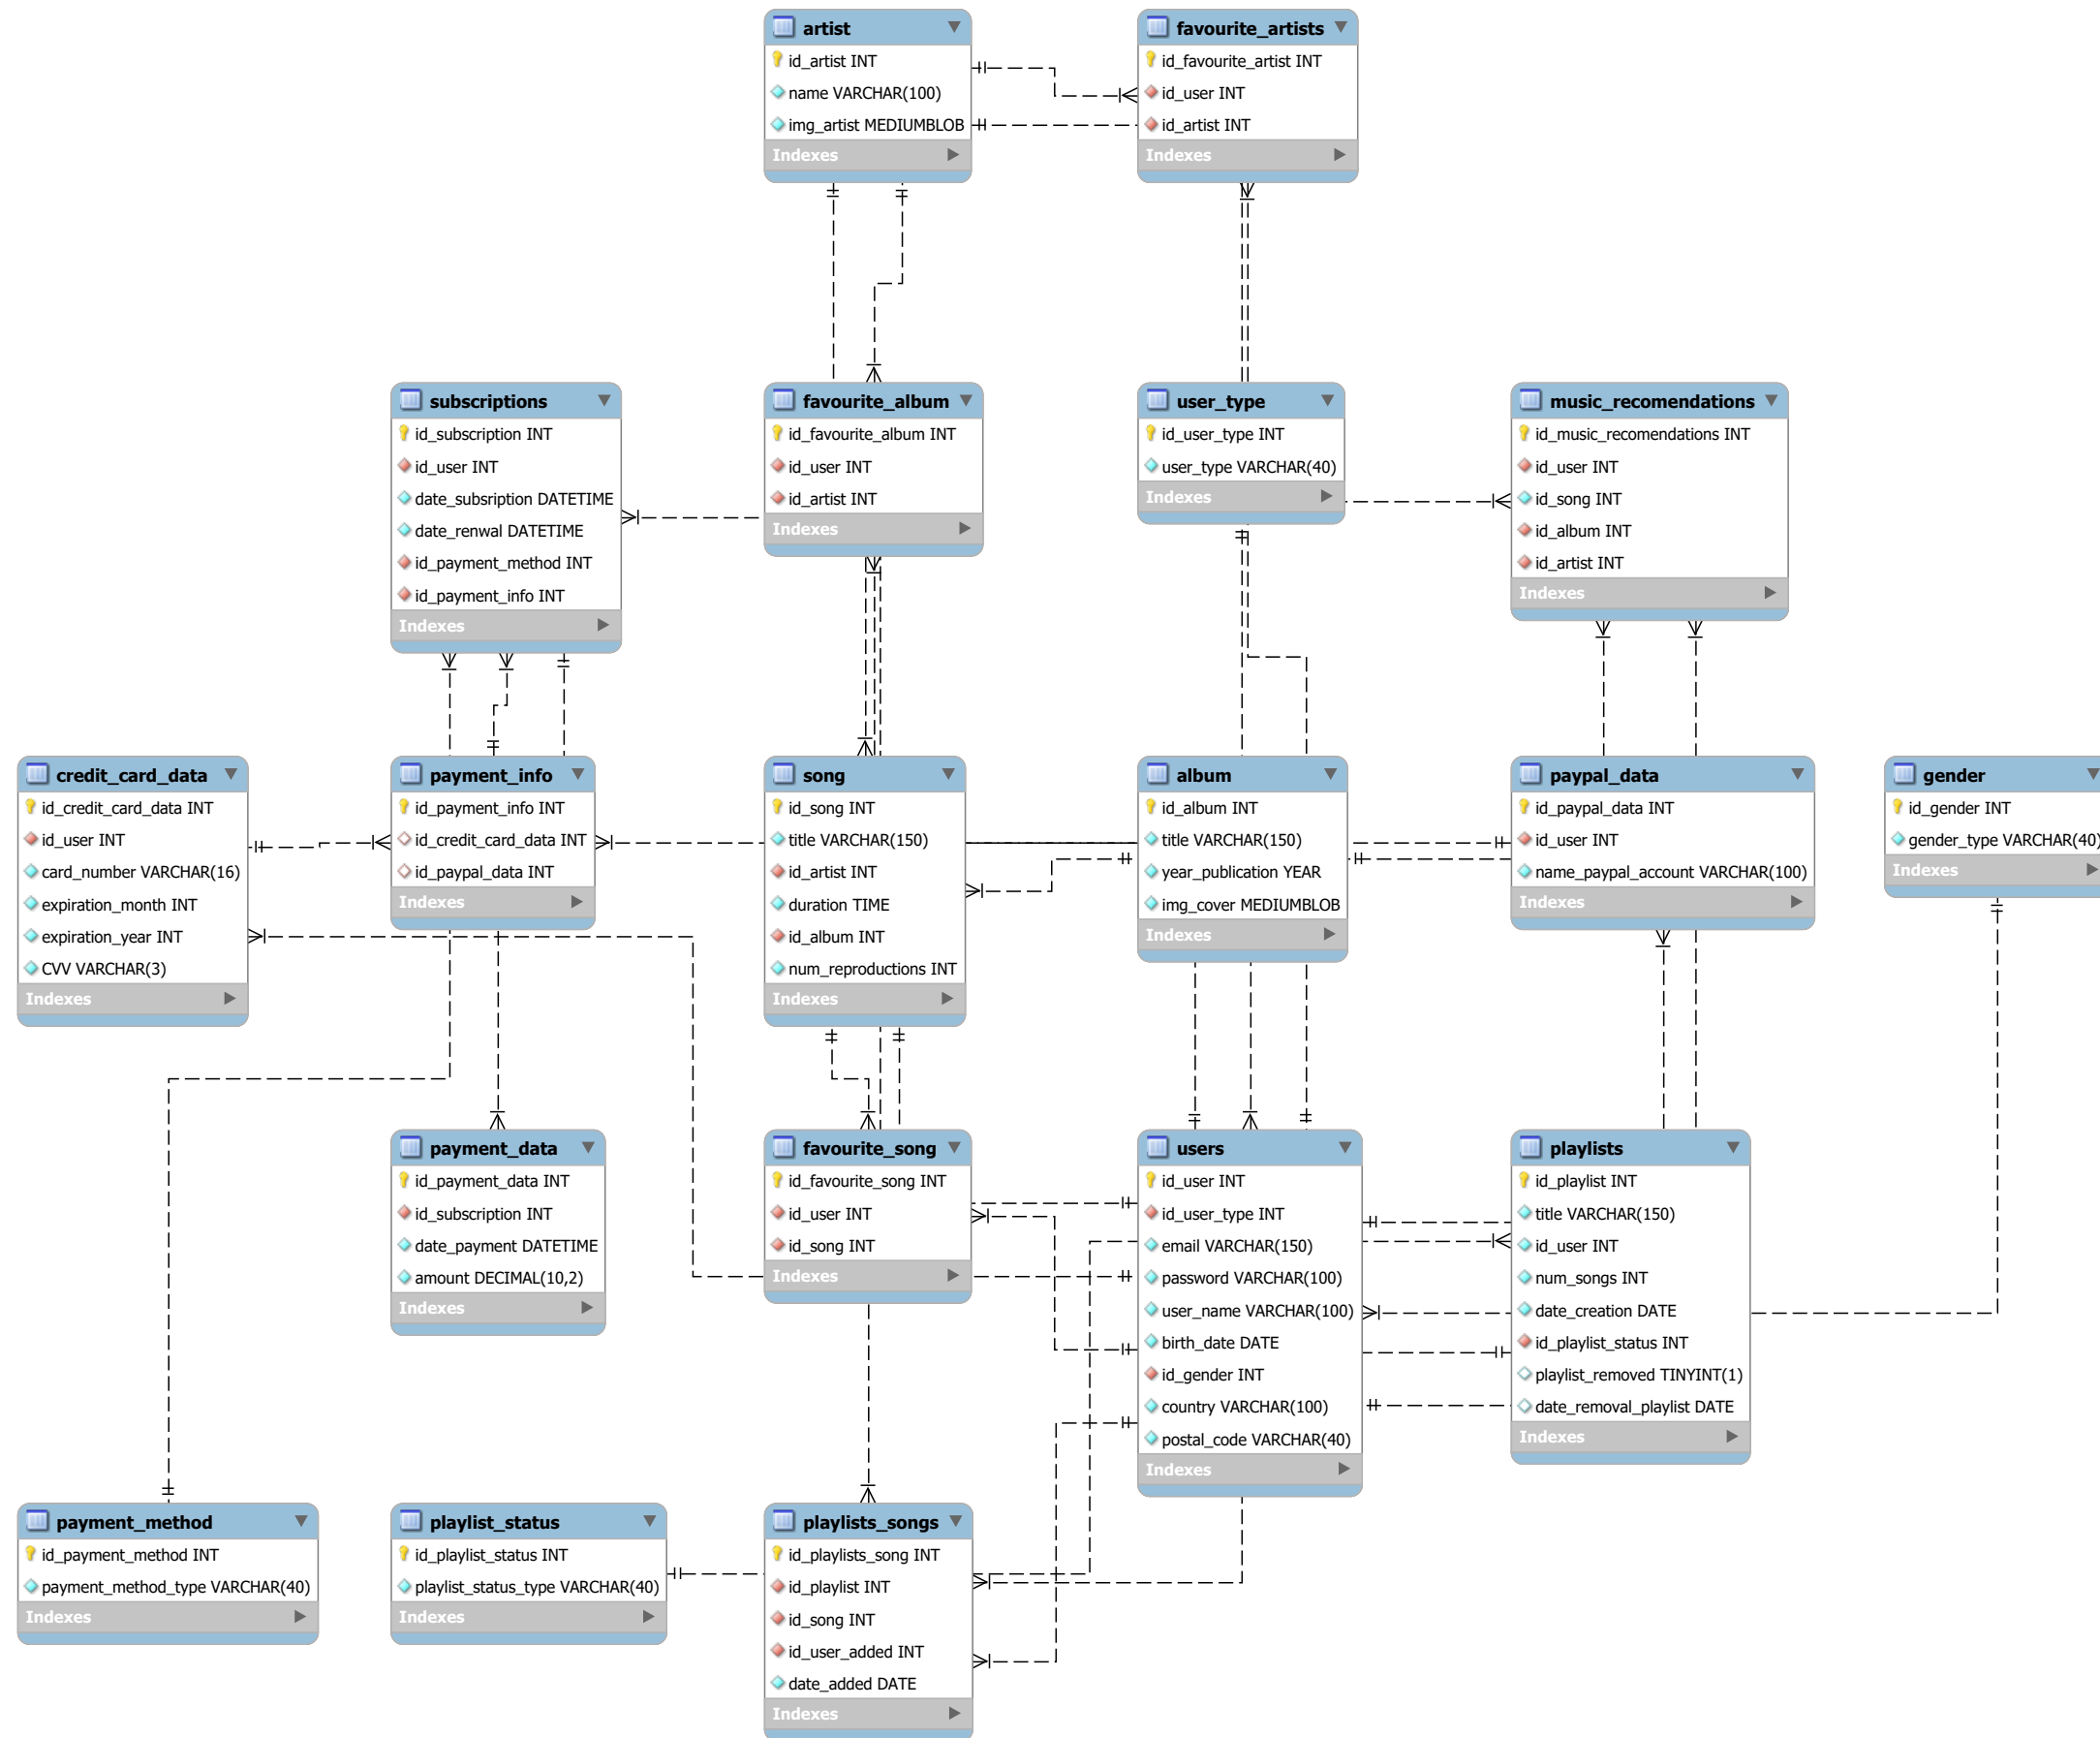 artist
id_artist INT
name VARCHAR(100)
img_artist MEDIUMBLOB
Indexes
favourite_artists
id_favourite_artist INT
id_user INT
id_artist INT
Indexes
subscriptions
id_subscription INT
id_user INT
date_subsription DATETIME
date_renwal DATETIME
id_payment_method INT
id_payment_info INT
Indexes
favourite_album
id_favourite_album INT
id_user INT
id_artist INT
Indexes
user_type
id_user_type INT
user_type VARCHAR(40)
Indexes
music_recomendations
id_music_recomendations INT
id_user INT
id_song INT
id_album INT
id_artist INT
Indexes
credit_card_data
id_credit_card_data INT
id_user INT
card_number VARCHAR(16)
expiration_month INT
expiration_year INT
CVV VARCHAR(3)
Indexes
payment_info
id_payment_info INT
id_credit_card_data INT
id_paypal_data INT
Indexes
song
id_song INT
title VARCHAR(150)
id_artist INT
duration TIME
id_album INT
num_reproductions INT
Indexes
album
id_album INT
title VARCHAR(150)
year_publication YEAR
img_cover MEDIUMBLOB
Indexes
paypal_data
id_paypal_data INT
id_user INT
name_paypal_account VARCHAR(100)
Indexes
gender
id_gender INT
gender_type VARCHAR(40)
Indexes
payment_data
id_payment_data INT
id_subscription INT
date_payment DATETIME
amount DECIMAL(10,2)
Indexes
favourite_song
id_favourite_song INT
id_user INT
id_song INT
Indexes
users
id_user INT
id_user_type INT
email VARCHAR(150)
password VARCHAR(100)
user_name VARCHAR(100)
birth_date DATE
id_gender INT
country VARCHAR(100)
postal_code VARCHAR(40)
Indexes
playlists
id_playlist INT
title VARCHAR(150)
id_user INT
num_songs INT
date_creation DATE
id_playlist_status INT
playlist_removed TINYINT(1)
date_removal_playlist DATE
Indexes
payment_method
id_payment_method INT
payment_method_type VARCHAR(40)
Indexes
playlist_status
id_playlist_status INT
playlist_status_type VARCHAR(40)
Indexes
playlists_songs
id_playlists_song INT
id_playlist INT
id_song INT
id_user_added INT
date_added DATE
Indexes